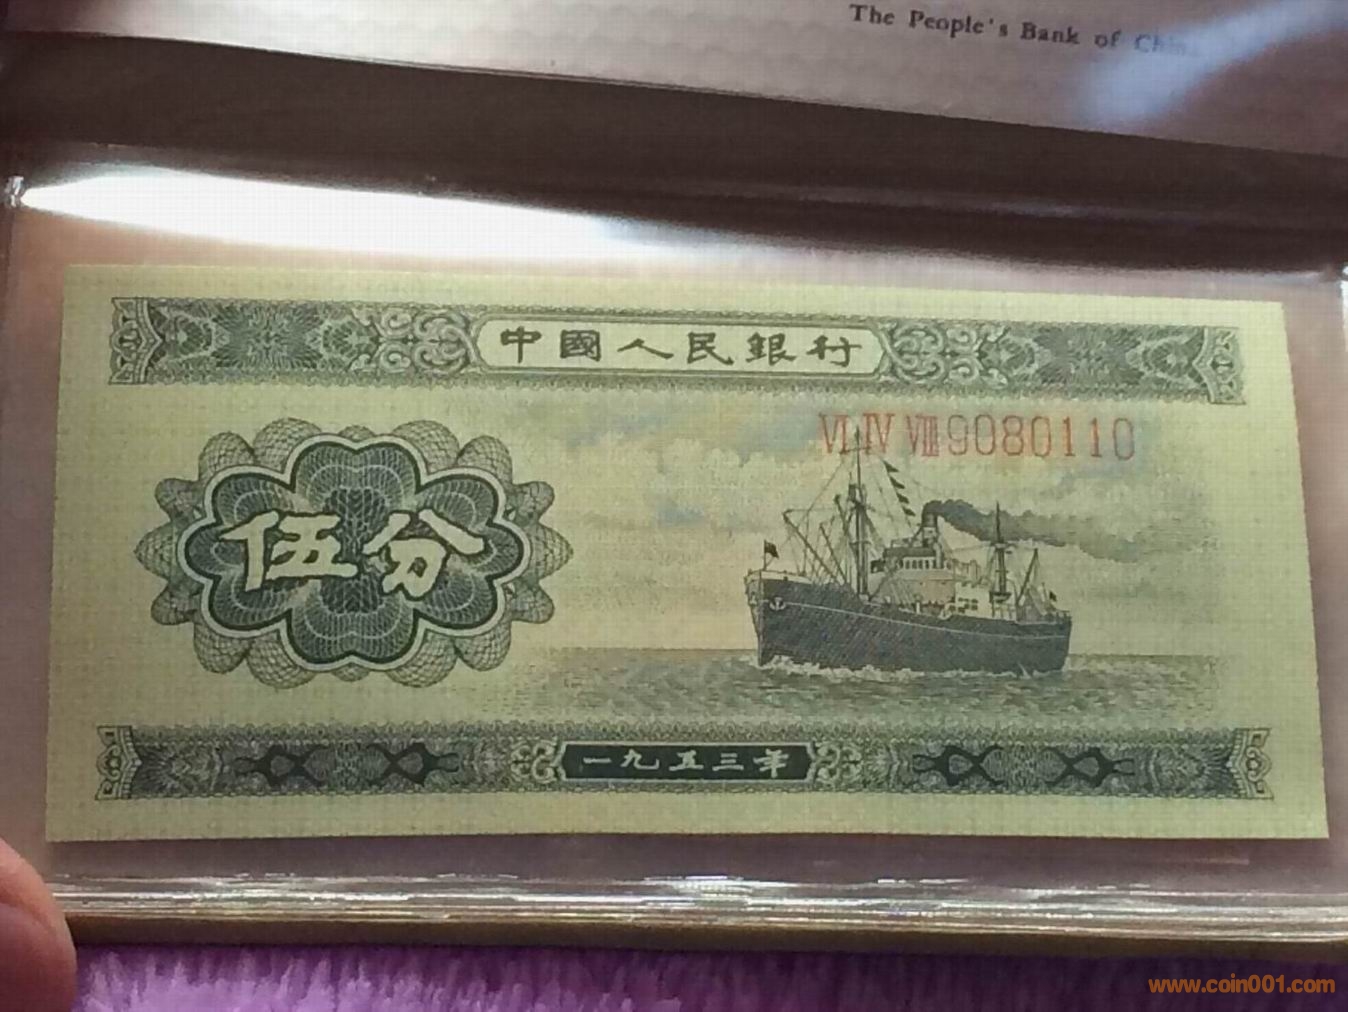 The People's Bank of China
中國人民銀行
VI IV VIII 9080110
伍分
一九五三年
www.coin001.com